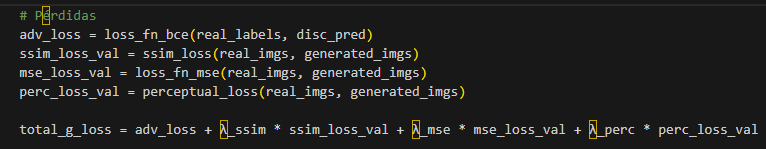 # Pérdidas
adv_loss = loss_fn_bce(real_labels, disc_pred)
ssim_loss_val = ssim_loss(real_imgs, generated_imgs)
mse_loss_val = loss_fn_mse(real_imgs, generated_imgs)
perc_loss_val = perceptual_loss(real_imgs, generated_imgs)
total_g_loss = adv_loss + λ_ssim * ssim_loss_val + λ_mse * mse_loss_val + λ_perc * perc_loss_val